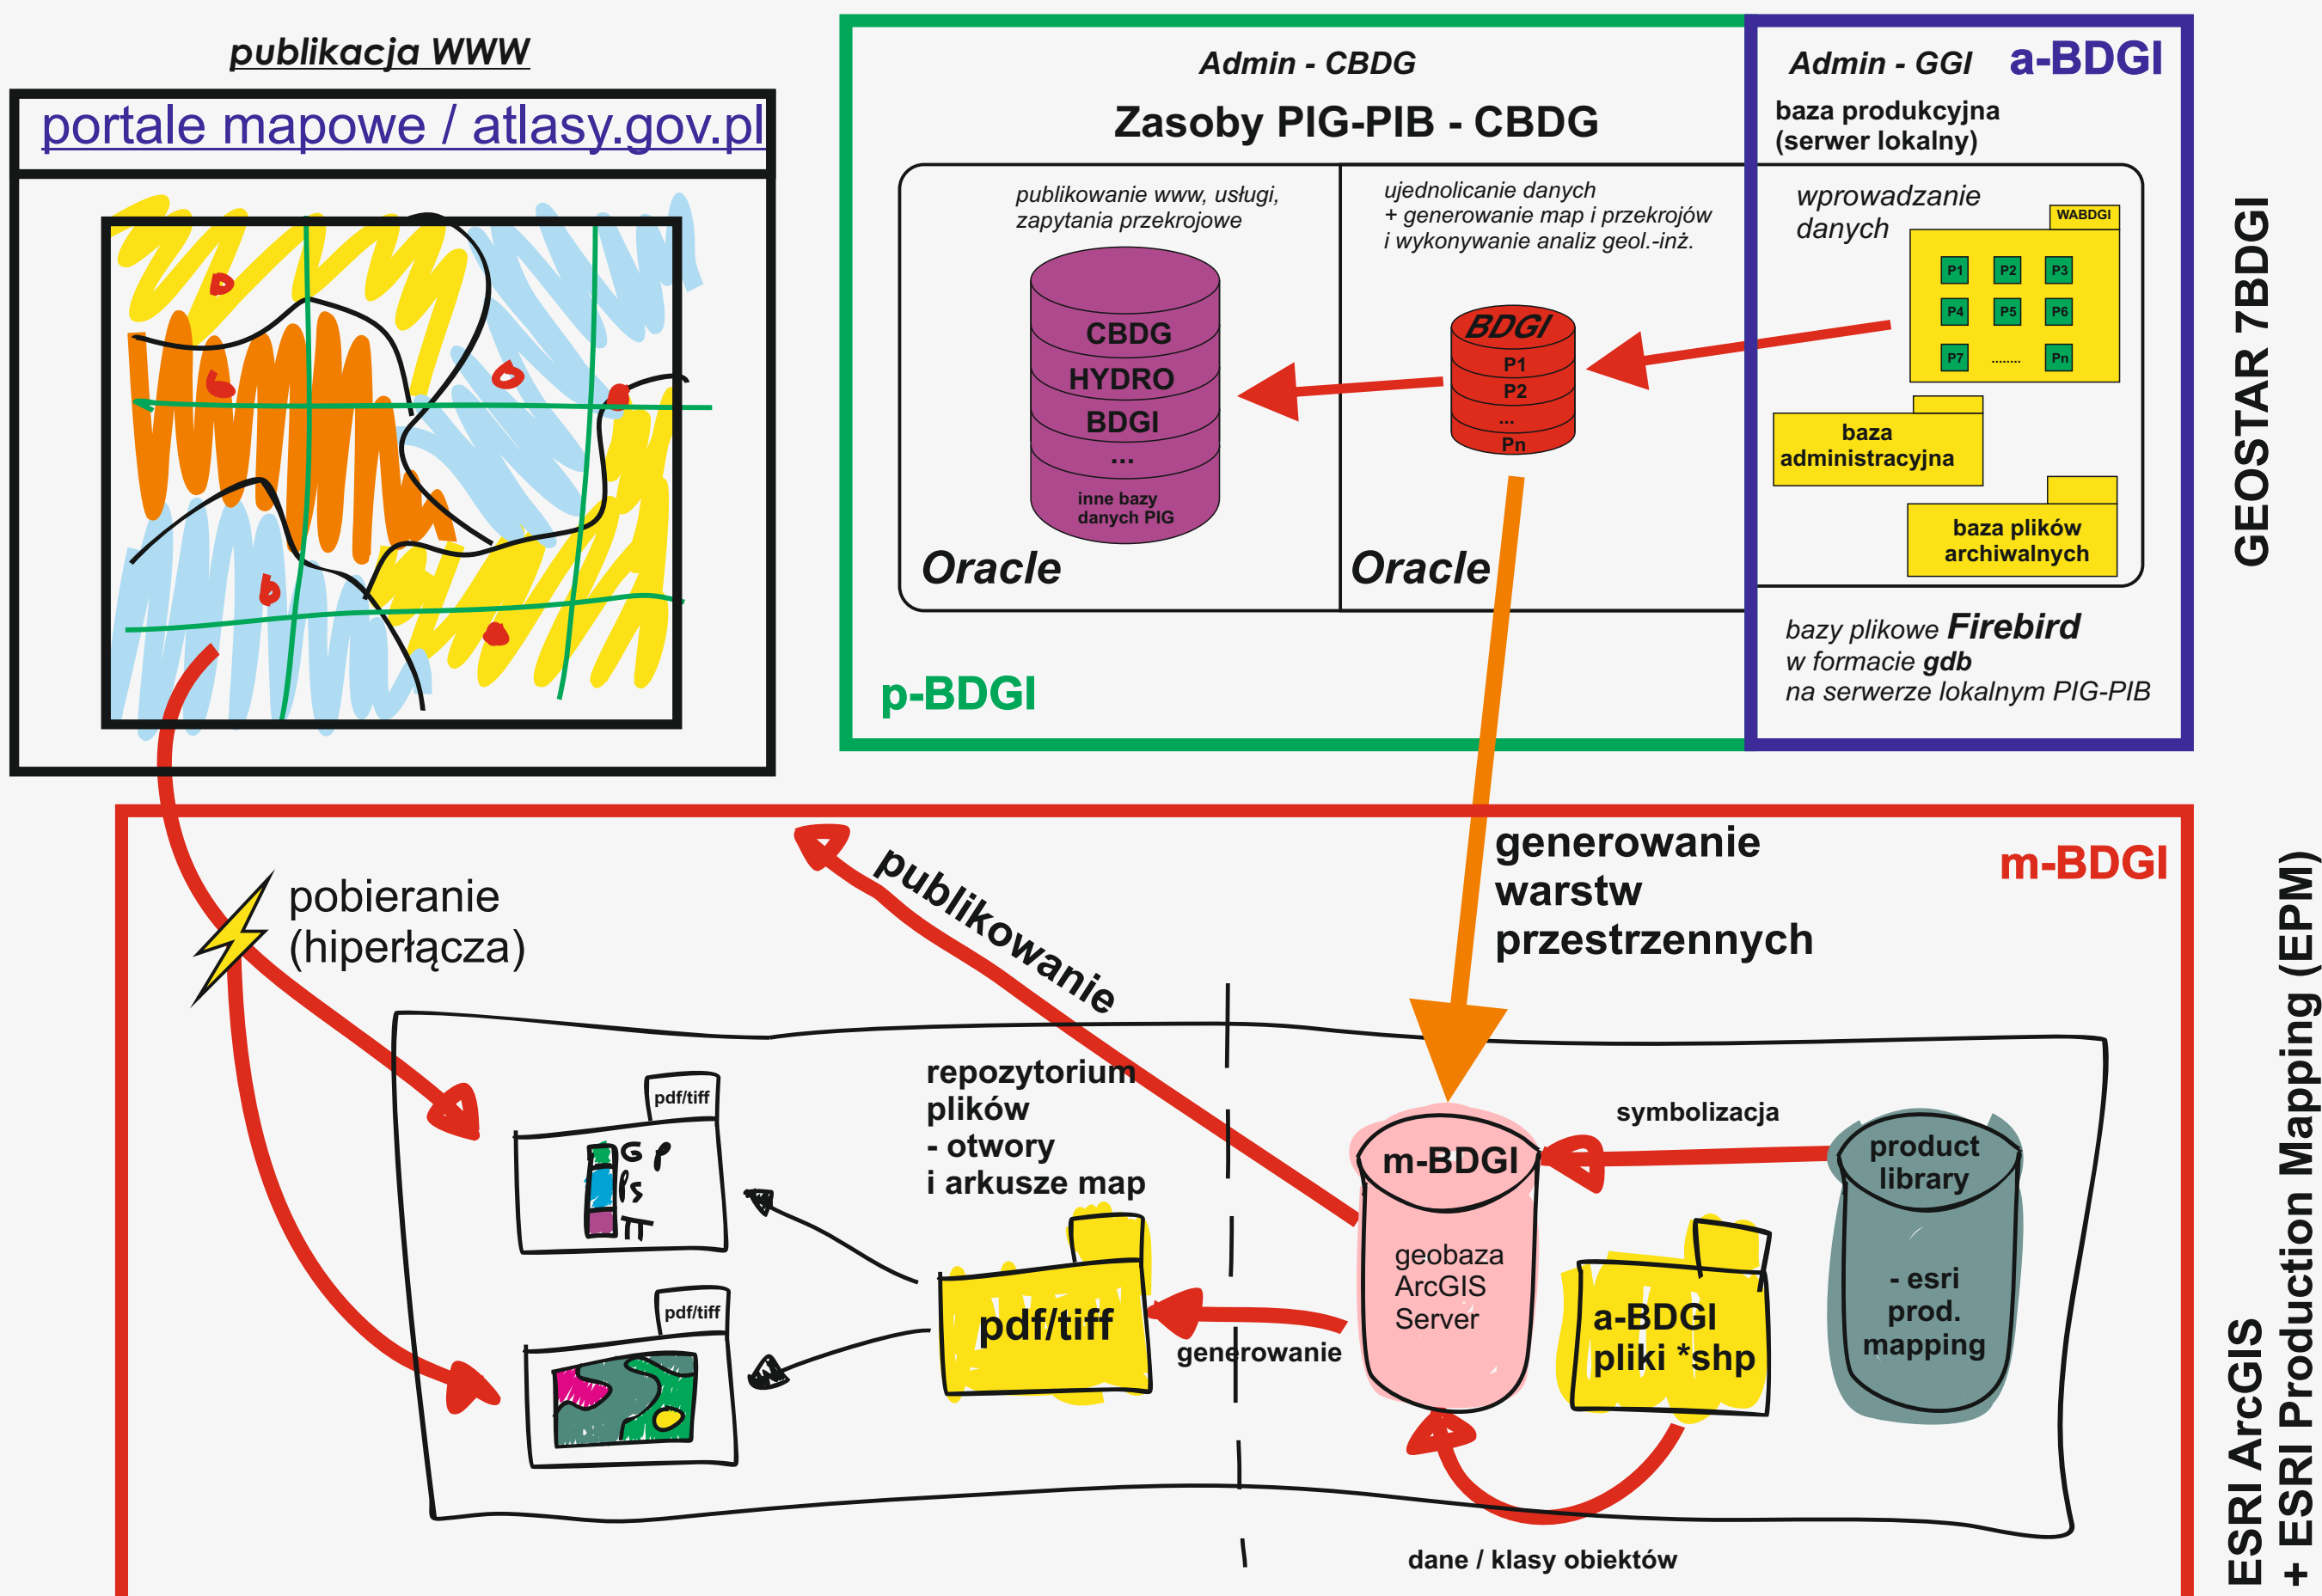 publikacja WWW
portale mapowe / atlasy.gov.pl
Admin - CBDG
Zasoby PIG-PIB - CBDG
publikowanie www, usługi,
zapytania przekrojowe
CBDG
HYDRO
BDGI
...
inne bazy
danych PIG
Oracle
ujednolicanie danych
+ generowanie map i przekrojów
i wykonywanie analiz geol.-inż.
BDGI
P1
P2
...
Pn
Oracle
p-BDGI
Admin - GGI
a-BDGI
baza produkcyjna
(serwer lokalny)
wprowadzanie
danych
WABDGI
P1 P2 P3
P4 P5 P6
P7 ........ Pn
baza
administracyjna
baza plików
archiwalnych
bazy plikowe Firebird
w formacie gdb
na serwerze lokalnym PIG-PIB
GEOSTAR 7BDGI
pobieranie
(hiperłącza)
publikowanie
generowanie
warstw
przestrzennych
m-BDGI
pdf/tiff
G p
Ps
π
pdf/tiff
repozytorium
plików
- otwory
i arkusze map
pdf/tiff
generowanie
m-BDGI
geobaza
ArcGIS
Server
symbolizacja
a-BDGI
pliki *shp
product
library
- esri
prod.
mapping
dane / klasy obiektów
ESRI ArcGIS
+ ESRI Production Mapping (EPM)